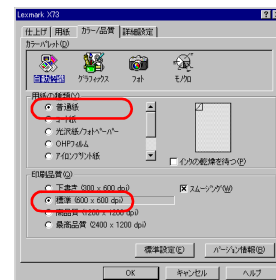 Lexmark X73
仕上げ 用紙 カラー/品質 詳細設定
カラーパレット(O)
自動選択 グラフィックス フォト モノクロ
用紙の種類(Y)
普通紙
コート紙
光沢紙/フォトペーパー
OHPフィルム
アイロンプリント紙
インクの乾燥を待つ(P)
印刷品質(Q)
下書き (300 x 600 dpi)
スムージング(M)
標準 (600 x 600 dpi)
高品質 (1200 x 1200 dpi)
最高品質 (2400 x 1200 dpi)
標準設定(E) バージョン情報(B)
OK キャンセル ヘルプ